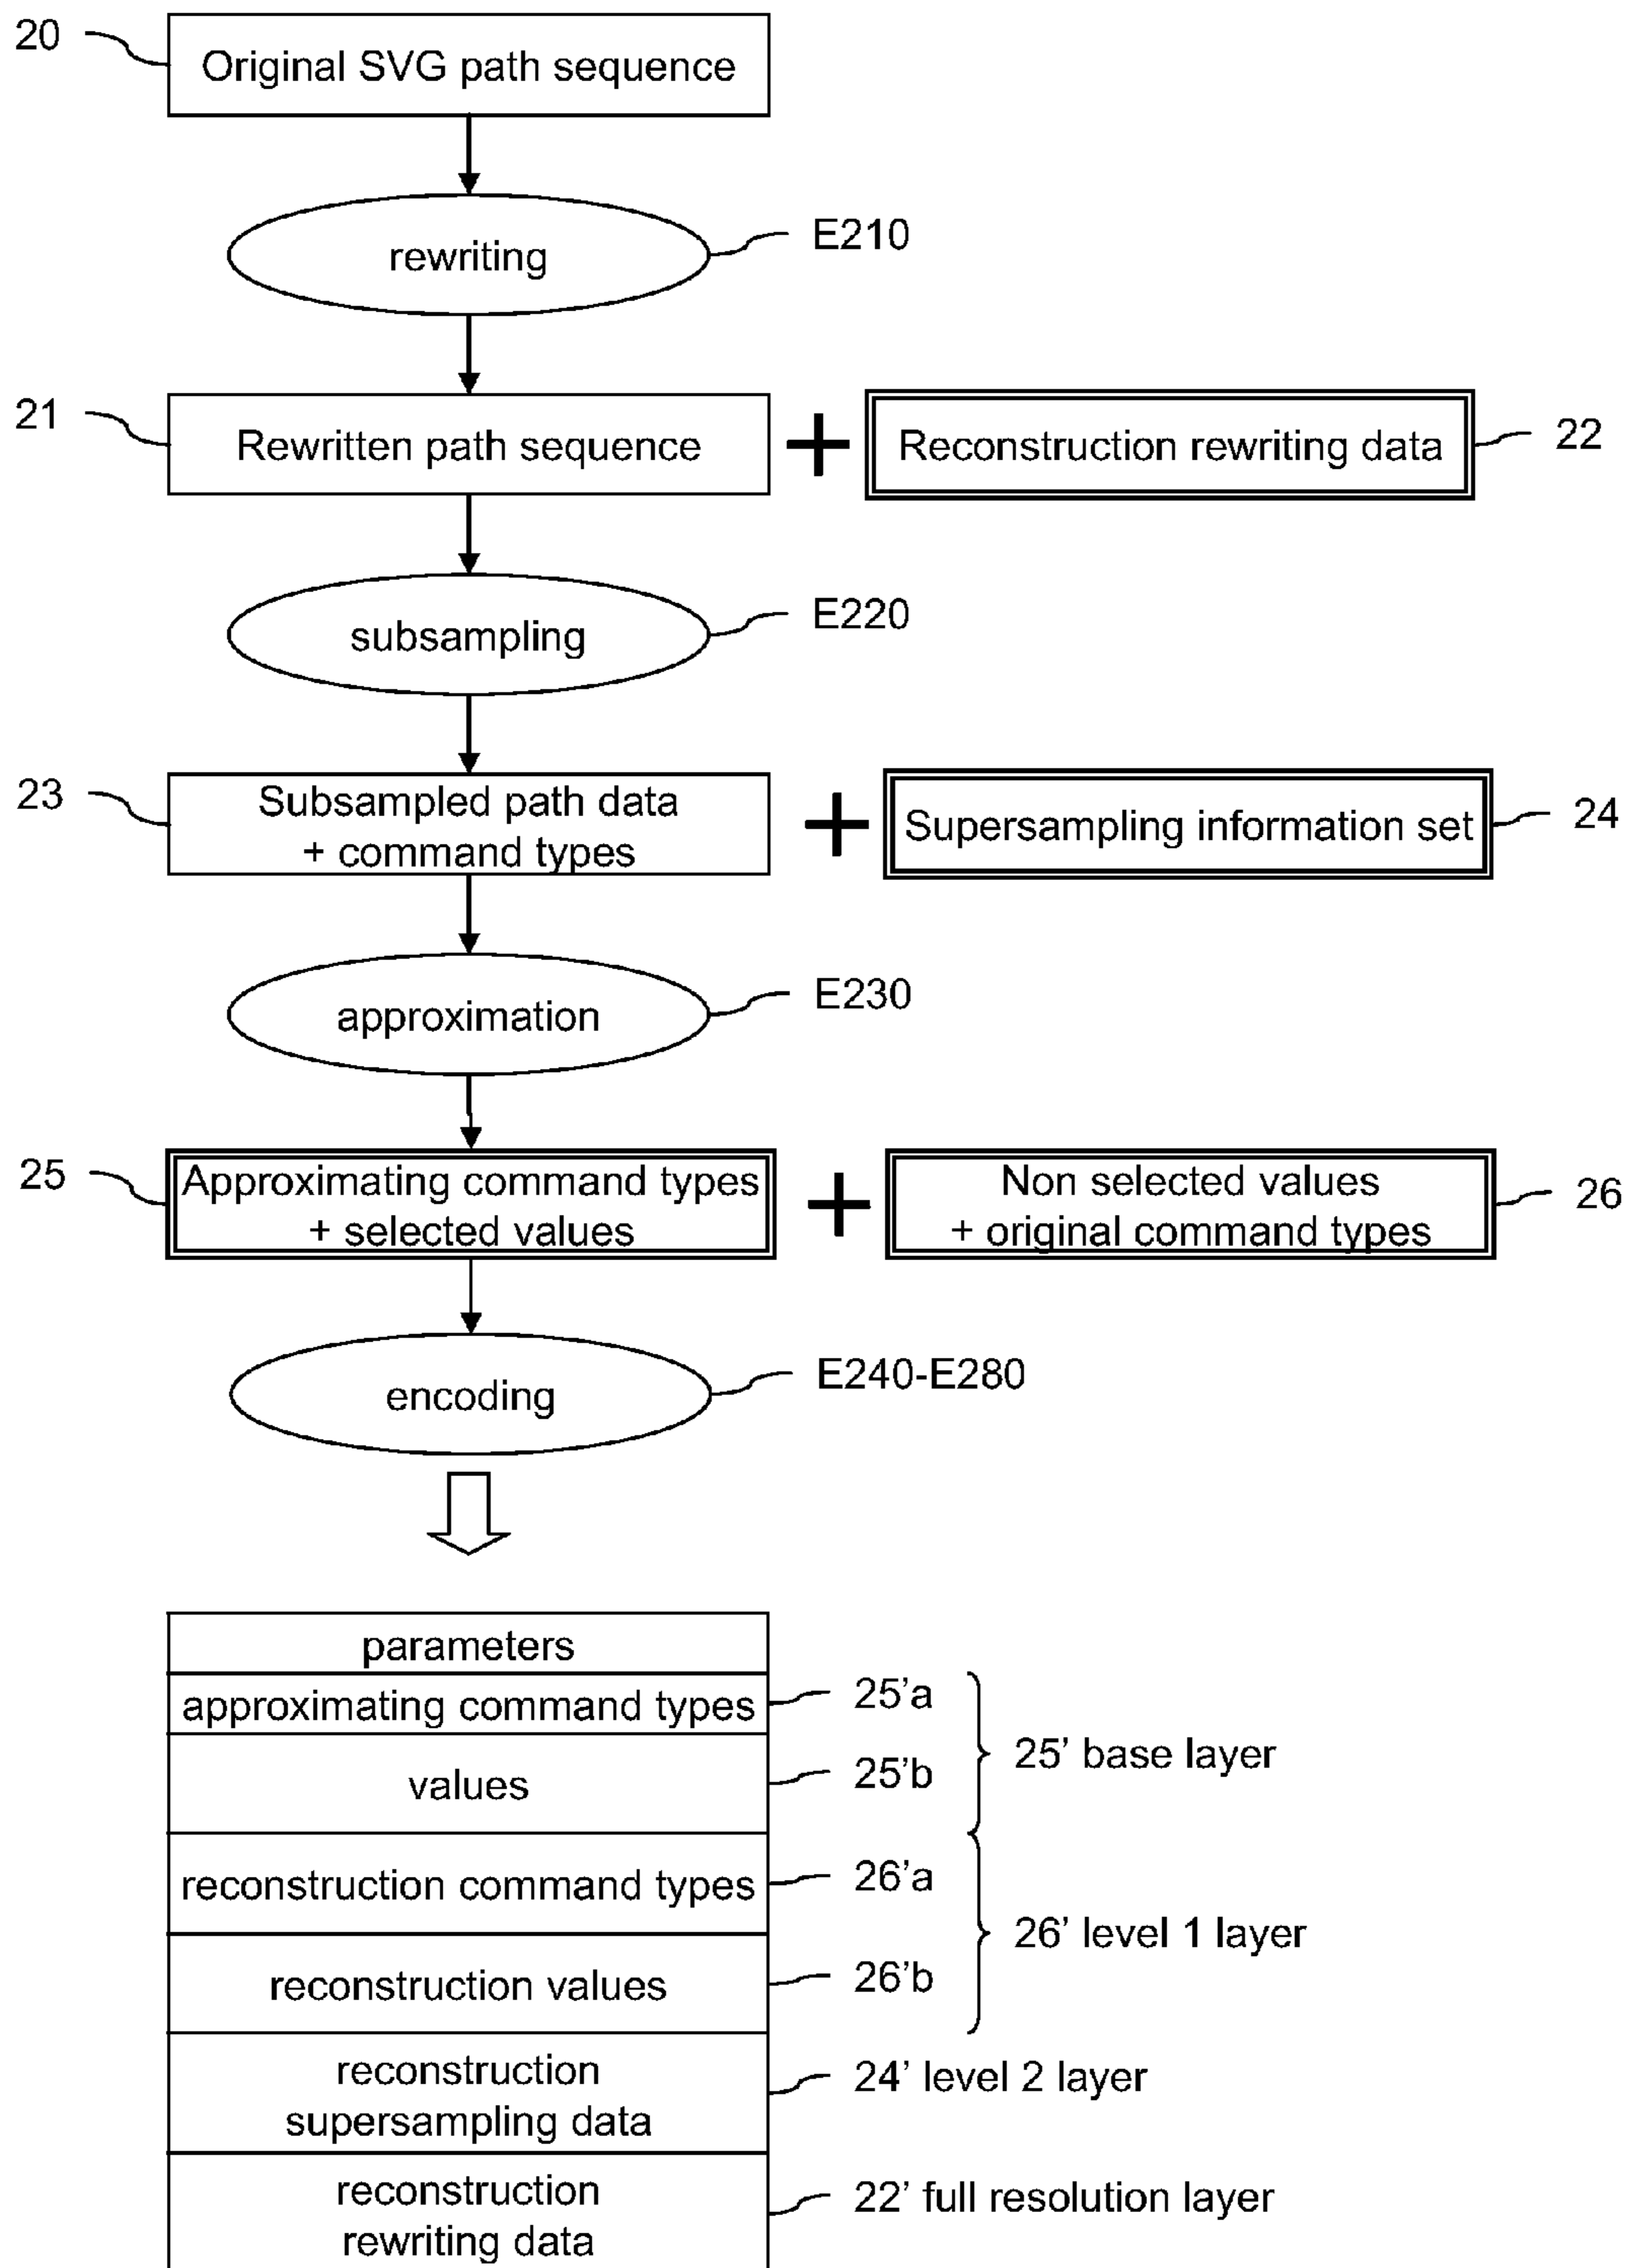 20
Original SVG path sequence
rewriting
E210
21
Rewritten path sequence
+
Reconstruction rewriting data
22
subsampling
E220
23
Subsampled path data
+ command types
+
Supersampling information set
24
approximation
E230
25
Approximating command types
+ selected values
+
Non selected values
+ original command types
26
encoding
E240-E280
parameters
approximating command types
25’a
values
25’b
25’ base layer
reconstruction command types
26’a
reconstruction values
26’b
26’ level 1 layer
reconstruction
supersampling data
24’ level 2 layer
reconstruction
rewriting data
22’ full resolution layer